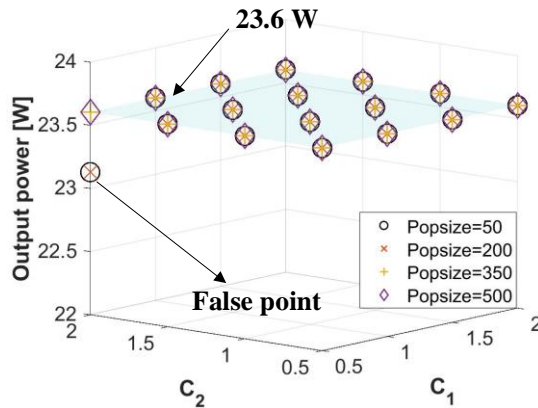 23.6 W
24
23.5
23
22.5
22
Output power [W]
Popsize=50
Popsize=200
Popsize=350
Popsize=500
False point
2
1.5
1
0.5
C2
0.5
1
1.5
2
C1